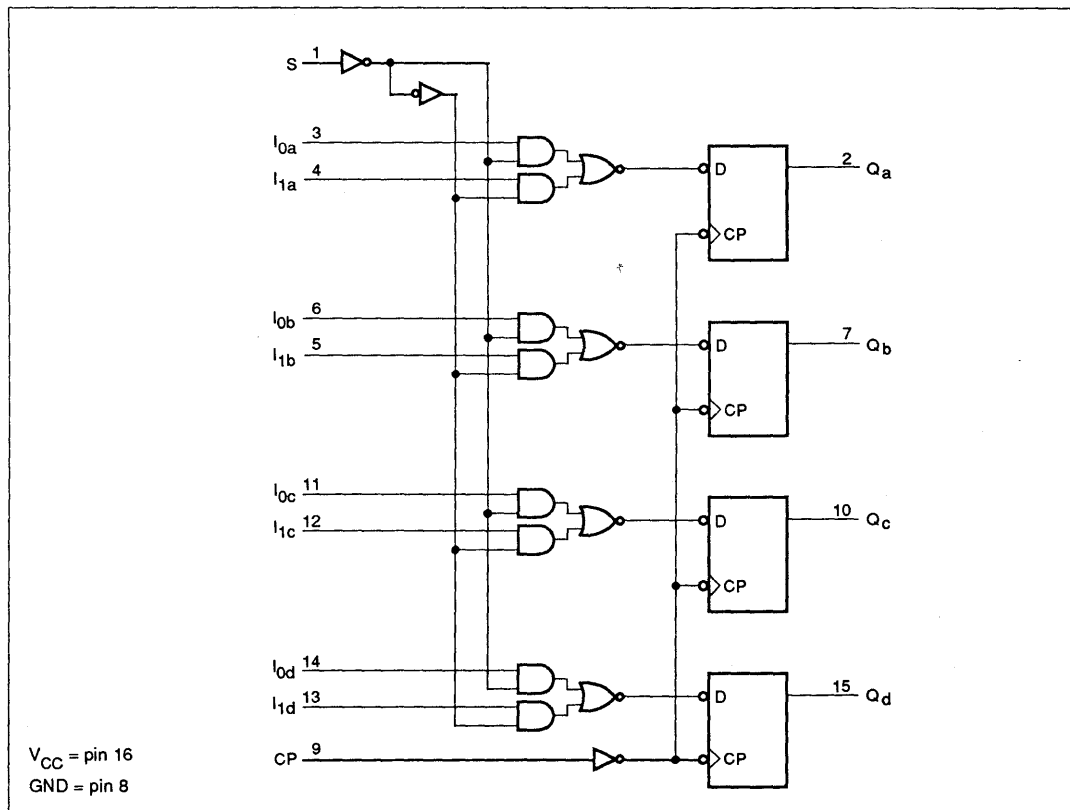 S 1
I0a 3
I1a 4
D 2 Qa
CP
I0b 6
I1b 5
D 7 Qb
CP
I0c 11
I1c 12
D 10 Qc
CP
I0d 14
I1d 13
D 15 Qd
CP 9
CP
VCC = pin 16
GND = pin 8